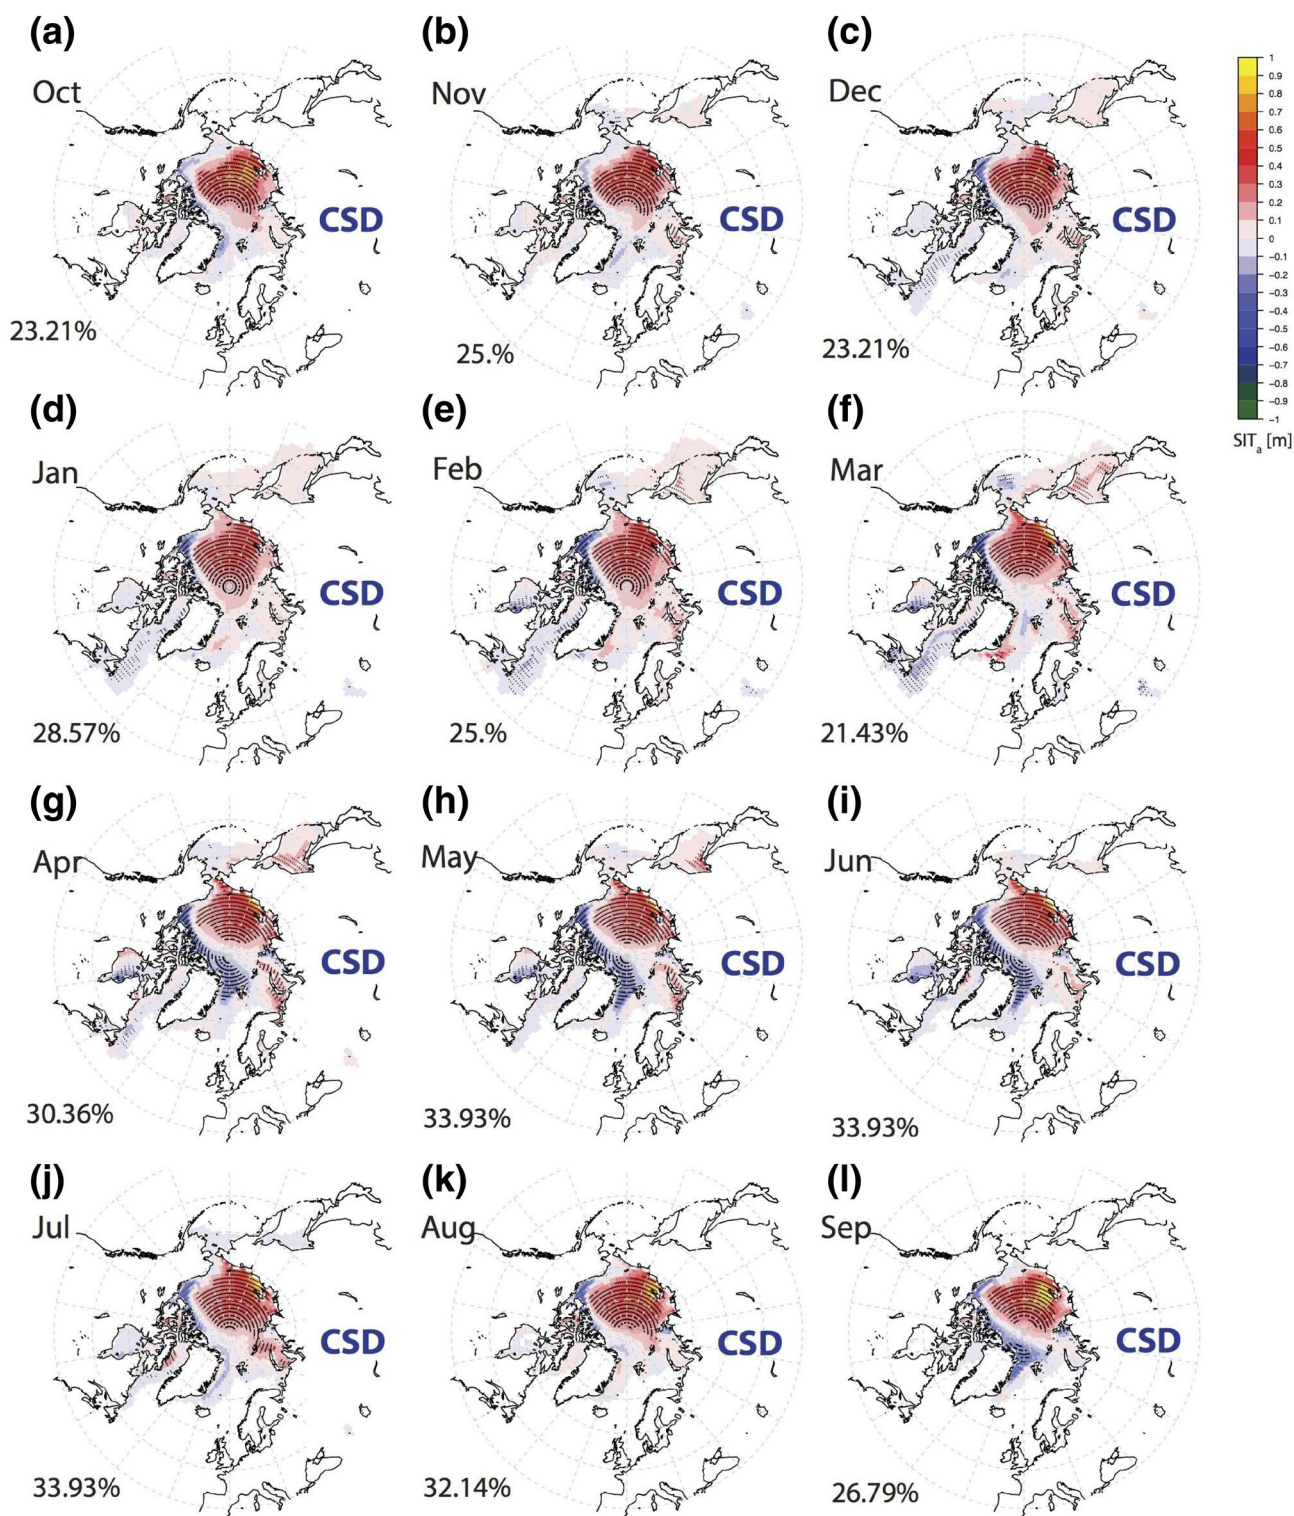 (a)
Oct
CSD
23.21%
(b)
Nov
CSD
25.%
(c)
Dec
CSD
23.21%
1
0.9
0.8
0.7
0.6
0.5
0.4
0.3
0.2
0.1
0
-0.1
-0.2
-0.3
-0.4
-0.5
-0.6
-0.7
-0.8
-0.9
-1
SITa [m]
(d)
Jan
CSD
28.57%
(e)
Feb
CSD
25.%
(f)
Mar
CSD
21.43%
(g)
Apr
CSD
30.36%
(h)
May
CSD
33.93%
(i)
Jun
CSD
33.93%
(j)
Jul
CSD
33.93%
(k)
Aug
CSD
32.14%
(l)
Sep
CSD
26.79%